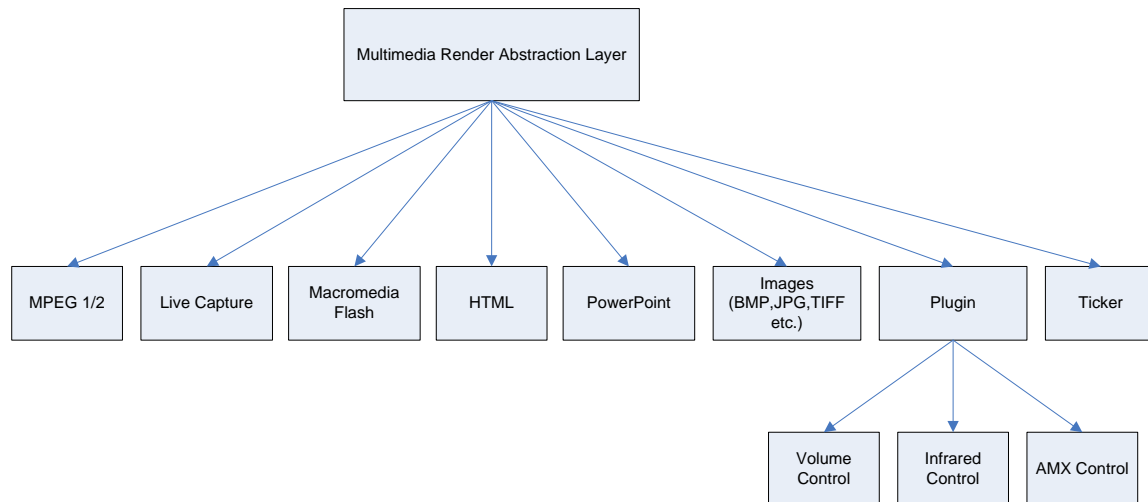 Multimedia Render Abstraction Layer
MPEG 1/2
Live Capture
Macromedia
Flash
HTML
PowerPoint
Images
(BMP,JPG,TIFF
etc.)
Plugin
Ticker
Volume
Control
Infrared
Control
AMX Control